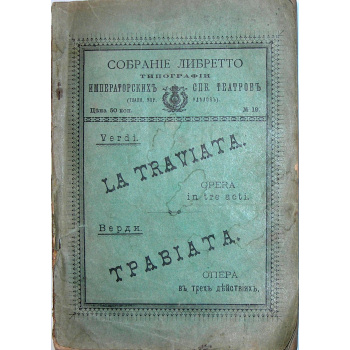 СОБРАНІЕ ЛИБРЕТТО
ТИПОГРАФІИ
ИМПЕРАТОРСКИХЪ СПБ. ТЕАТРОВЪ
Цѣна 50 коп.
№ 10.
Verdi.
LA TRAVIATA.
OPERA
in tre atti.
Верди.
ТРАВІАТА.
ОПЕРА
въ трехъ дѣйствіяхъ.